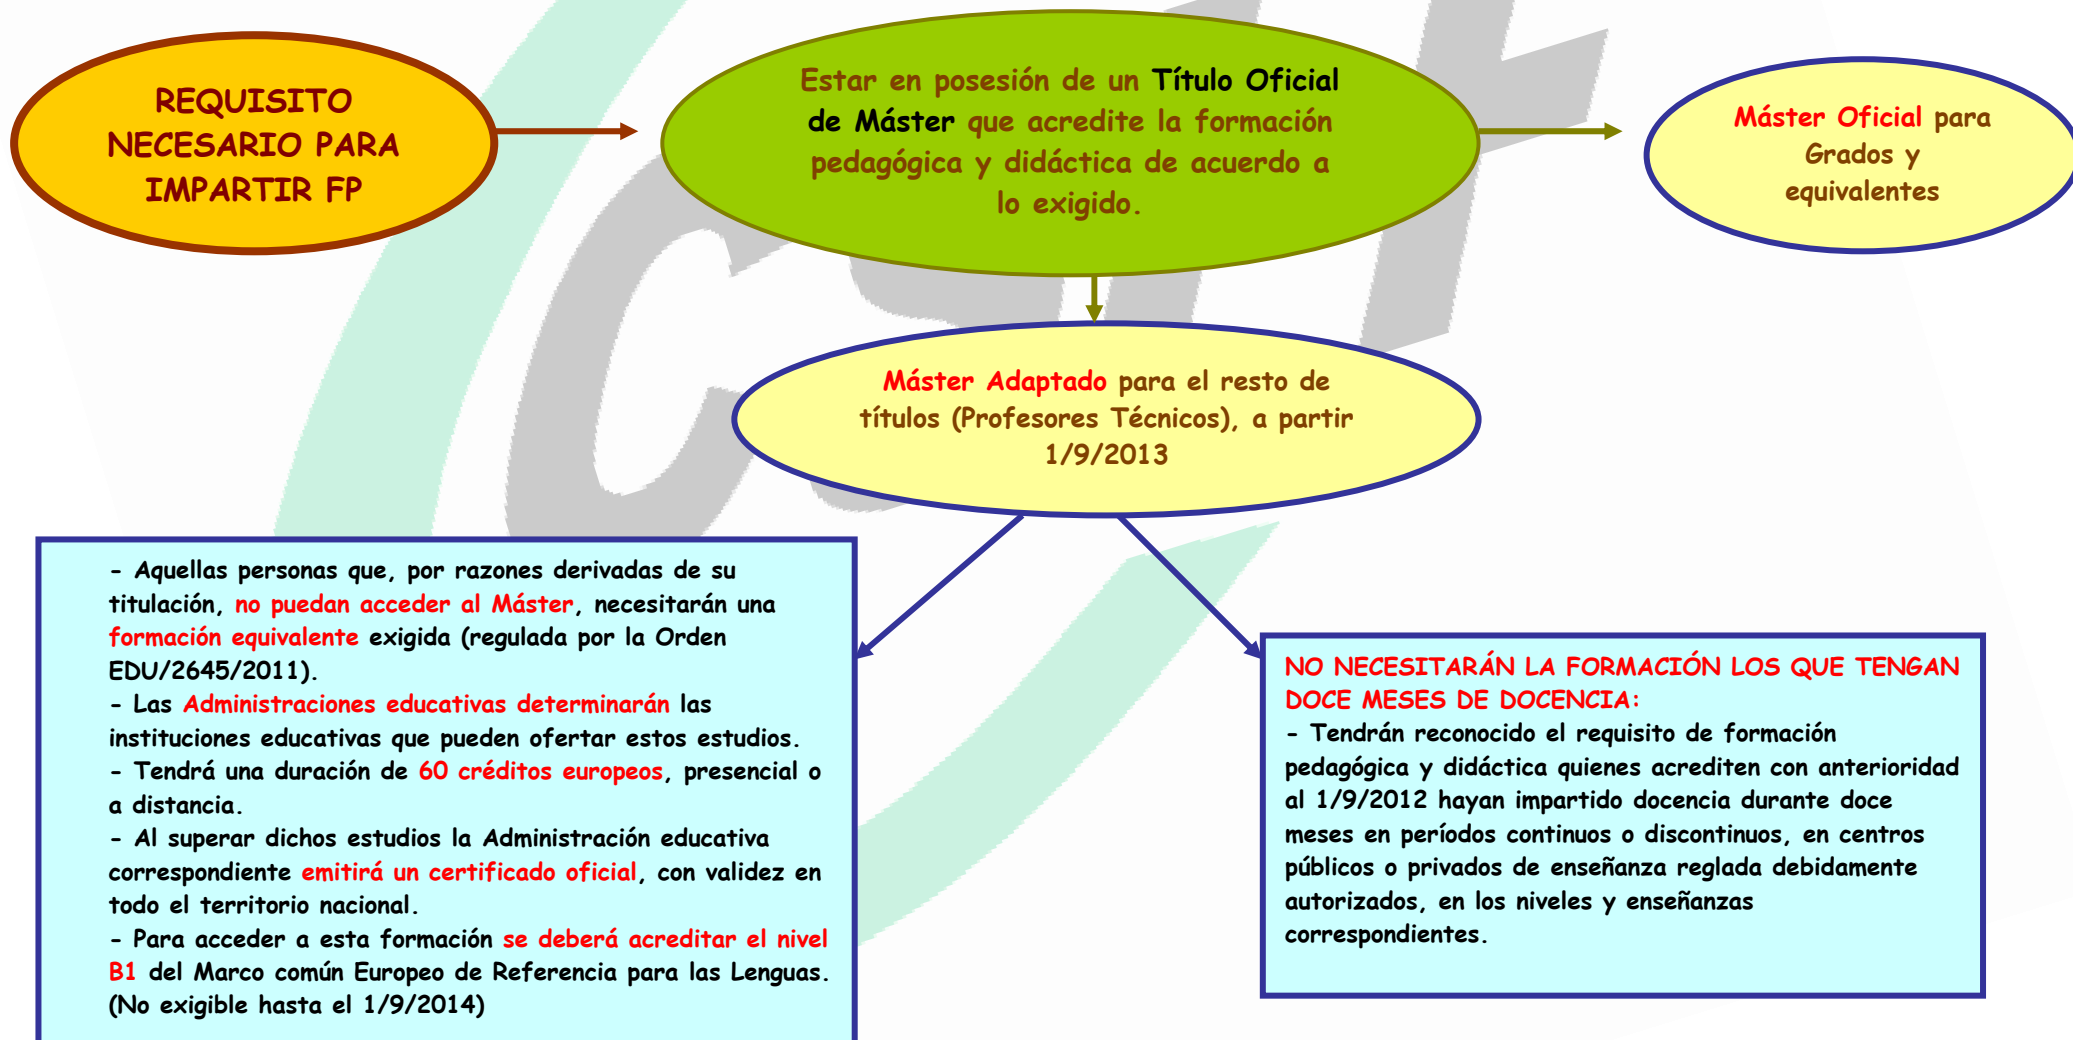 REQUISITO
NECESARIO PARA
IMPARTIR FP
Estar en posesión de un Título Oficial
de Máster que acredite la formación
pedagógica y didáctica de acuerdo a
lo exigido.
Máster Oficial para
Grados y
equivalentes
Máster Adaptado para el resto de
títulos (Profesores Técnicos), a partir
1/9/2013
- Aquellas personas que, por razones derivadas de su
titulación, no puedan acceder al Máster, necesitarán una
formación equivalente exigida (regulada por la Orden
EDU/2645/2011).
- Las Administraciones educativas determinarán las
instituciones educativas que pueden ofertar estos estudios.
- Tendrá una duración de 60 créditos europeos, presencial o
a distancia.
- Al superar dichos estudios la Administración educativa
correspondiente emitirá un certificado oficial, con validez en
todo el territorio nacional.
- Para acceder a esta formación se deberá acreditar el nivel
B1 del Marco común Europeo de Referencia para las Lenguas.
(No exigible hasta el 1/9/2014)
NO NECESITARÁN LA FORMACIÓN LOS QUE TENGAN
DOCE MESES DE DOCENCIA:
- Tendrán reconocido el requisito de formación
pedagógica y didáctica quienes acrediten con anterioridad
al 1/9/2012 hayan impartido docencia durante doce
meses en períodos continuos o discontinuos, en centros
públicos o privados de enseñanza reglada debidamente
autorizados, en los niveles y enseñanzas
correspondientes.